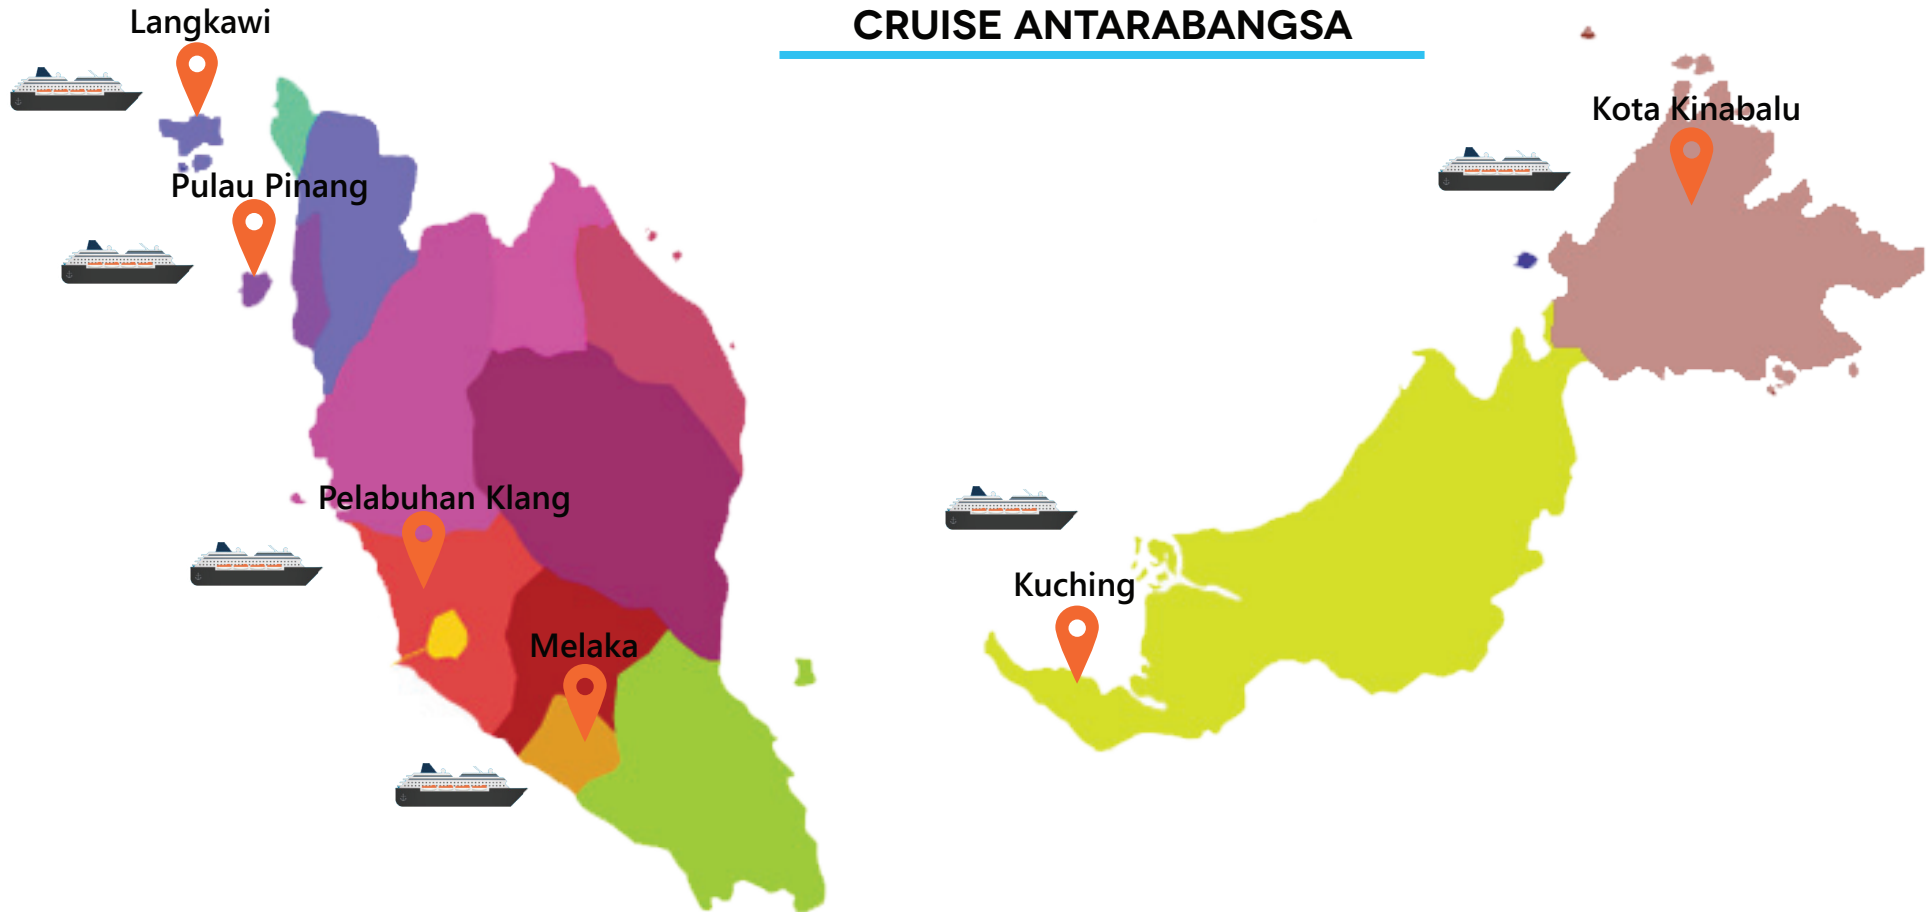 CRUISE ANTARABANGSA
Langkawi
Pulau Pinang
Pelabuhan Klang
Melaka
Kuching
Kota Kinabalu